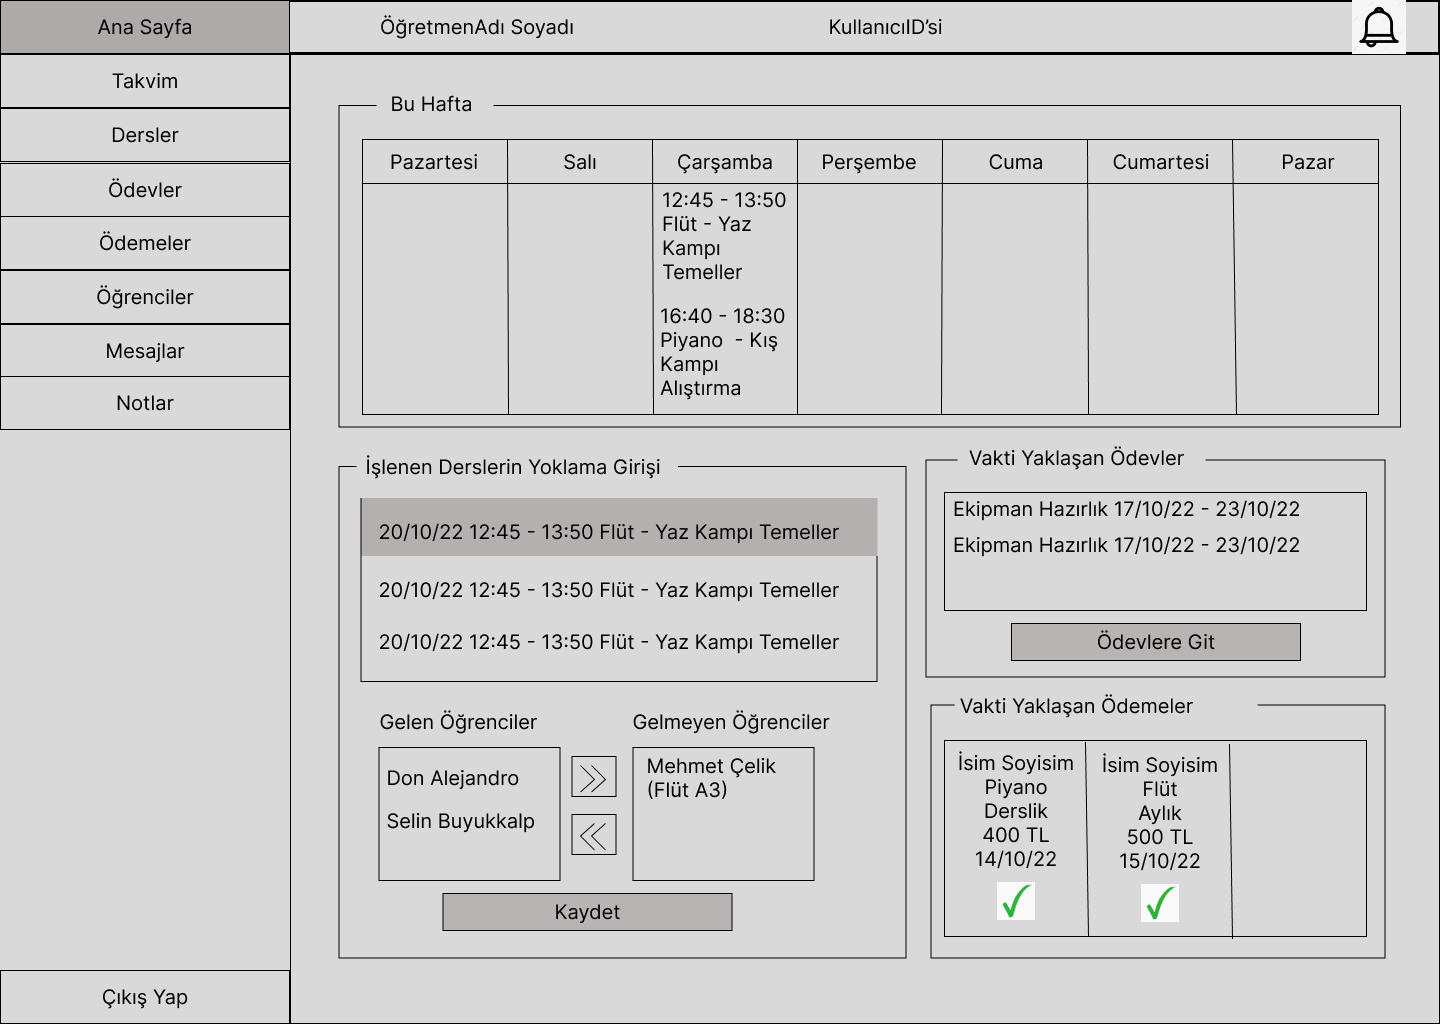 Ana Sayfa
ÖğretmenAdı Soyadı
KullanıcıID’si
Takvim
Dersler
Ödevler
Ödemeler
Öğrenciler
Mesajlar
Notlar
Çıkış Yap
Bu Hafta
Pazartesi
Salı
Çarşamba
Perşembe
Cuma
Cumartesi
Pazar
12:45 - 13:50
Flüt - Yaz
Kampı
Temeller
16:40 - 18:30
Piyano - Kış
Kampı
Alıştırma
İşlenen Derslerin Yoklama Girişi
20/10/22 12:45 - 13:50 Flüt - Yaz Kampı Temeller
20/10/22 12:45 - 13:50 Flüt - Yaz Kampı Temeller
20/10/22 12:45 - 13:50 Flüt - Yaz Kampı Temeller
Gelen Öğrenciler
Don Alejandro
Selin Buyukkalp
Gelmeyen Öğrenciler
Mehmet Çelik
(Flüt A3)
Kaydet
Vakti Yaklaşan Ödevler
Ekipman Hazırlık 17/10/22 - 23/10/22
Ekipman Hazırlık 17/10/22 - 23/10/22
Ödevlere Git
Vakti Yaklaşan Ödemeler
İsim Soyisim
Piyano
Derslik
400 TL
14/10/22
İsim Soyisim
Flüt
Aylık
500 TL
15/10/22